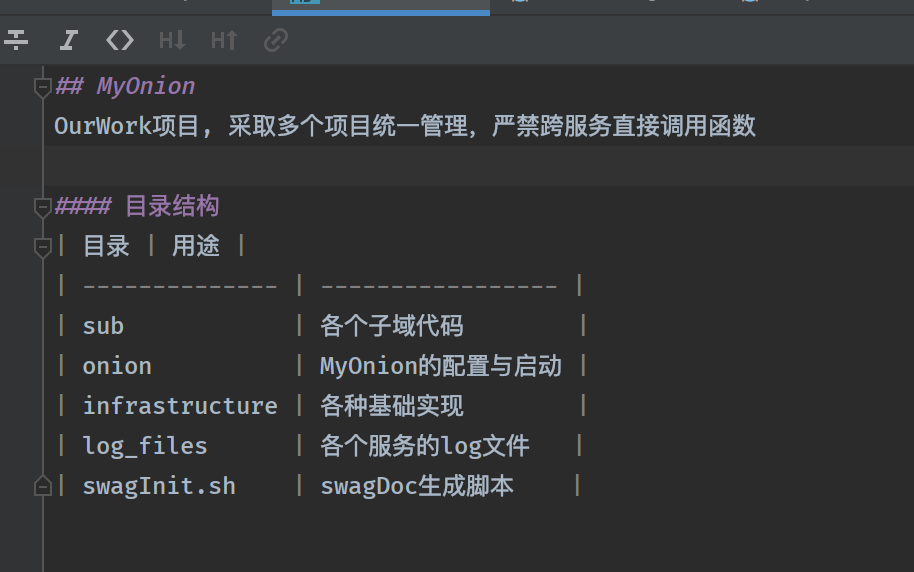 H↓ H↑
## MyOnion
OurWork项目, 采取多个项目统一管理, 严禁跨服务直接调用函数
#### 目录结构
| 目录 | 用途 |
| -------------- | ----------------- |
| sub | 各个子域代码 |
| onion | MyOnion的配置与启动 |
| infrastructure | 各种基础实现 |
| log_files | 各个服务的log文件 |
| swagInit.sh | swagDoc生成脚本 |